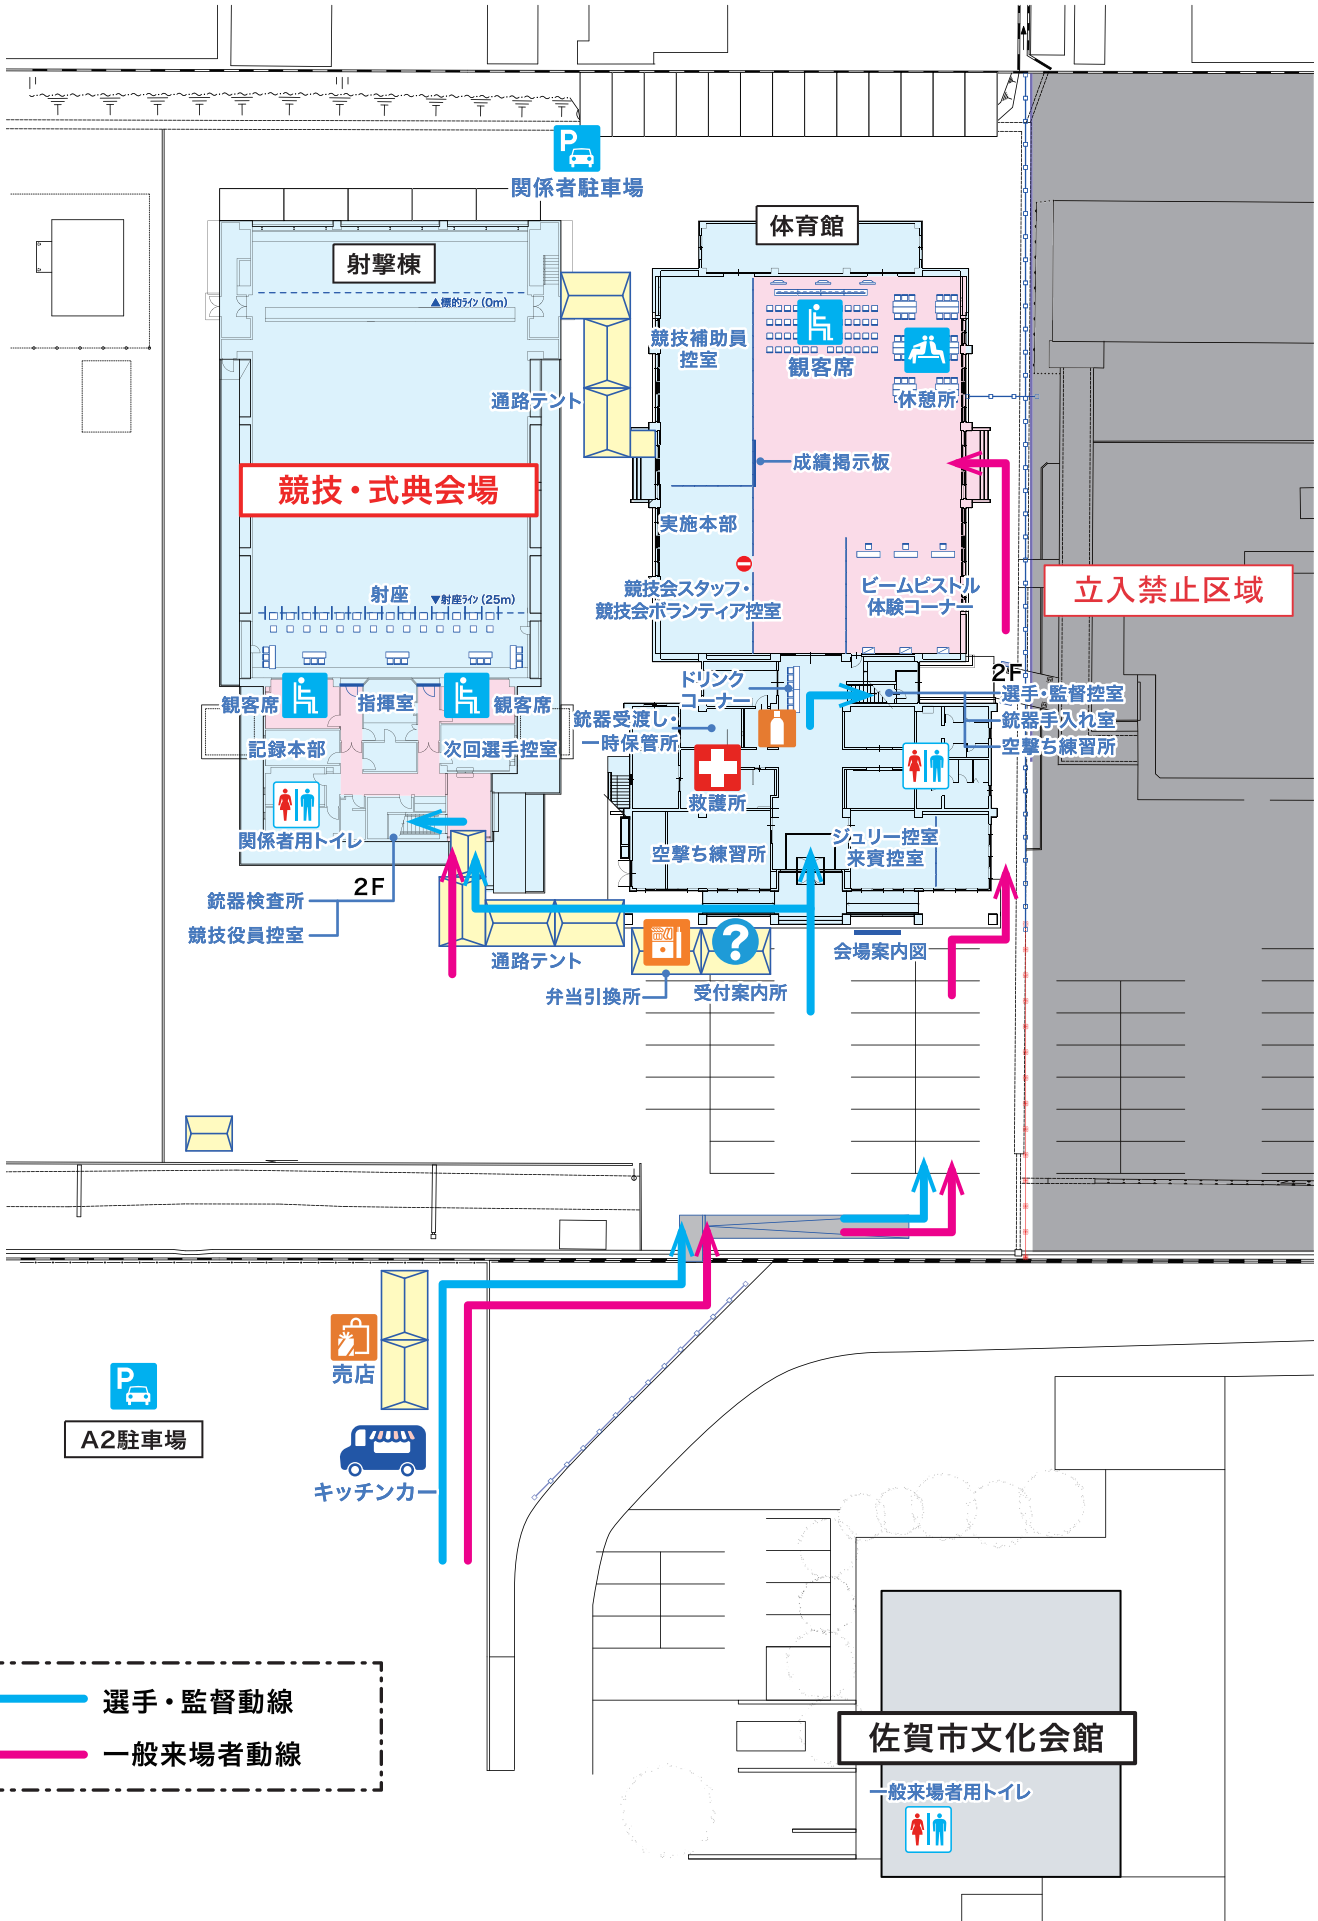 P
関係者駐車場
体育館
射撃棟
▲標的ライン(0m)
競技補助員
控室
観客席
休憩所
通路テント
成績掲示板
競技・式典会場
実施本部
射座
▼射座ライン(25m)
競技会スタッフ・
競技会ボランティア控室
ビームピストル
体験コーナー
立入禁止区域
ドリンク
コーナー
2F
選手・監督控室
銃器手入れ室
空撃ち練習所
観客席
指揮室
観客席
銃器受渡し・
一時保管所
記録本部
次回選手控室
救護所
関係者用トイレ
空撃ち練習所
ジュリー控室
来賓控室
2F
銃器検査所
競技役員控室
通路テント
?
会場案内図
弁当引換所
受付案内所
売店
P
A2駐車場
キッチンカー
選手・監督動線
一般来場者動線
佐賀市文化会館
一般来場者用トイレ